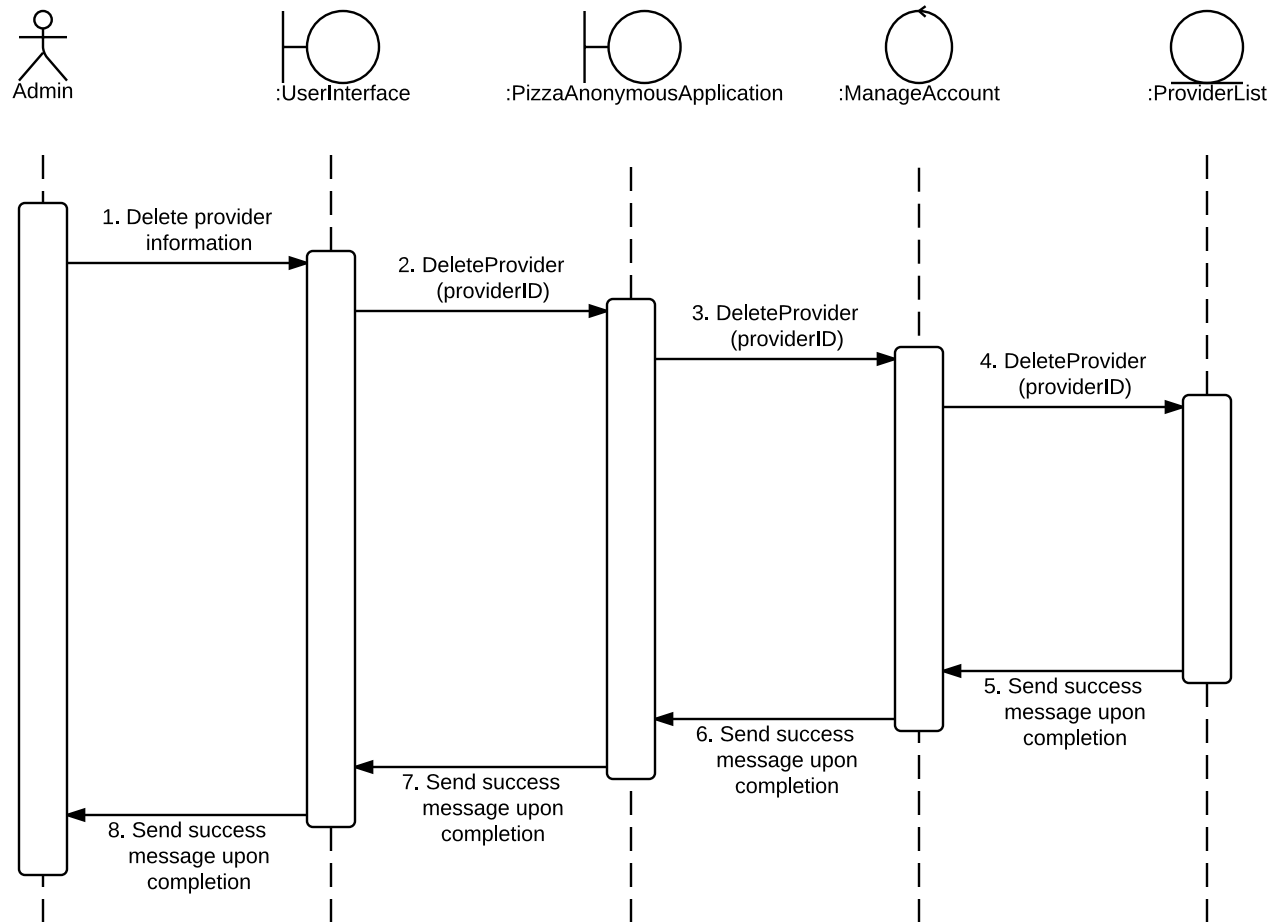 Admin
:UserInterface
:PizzaAnonymousApplication
:ManageAccount
:ProviderList
1. Delete provider
information
2. DeleteProvider
(providerID)
3. DeleteProvider
(providerID)
4. DeleteProvider
(providerID)
5. Send success
message upon
completion
6. Send success
message upon
completion
7. Send success
message upon
completion
8. Send success
message upon
completion